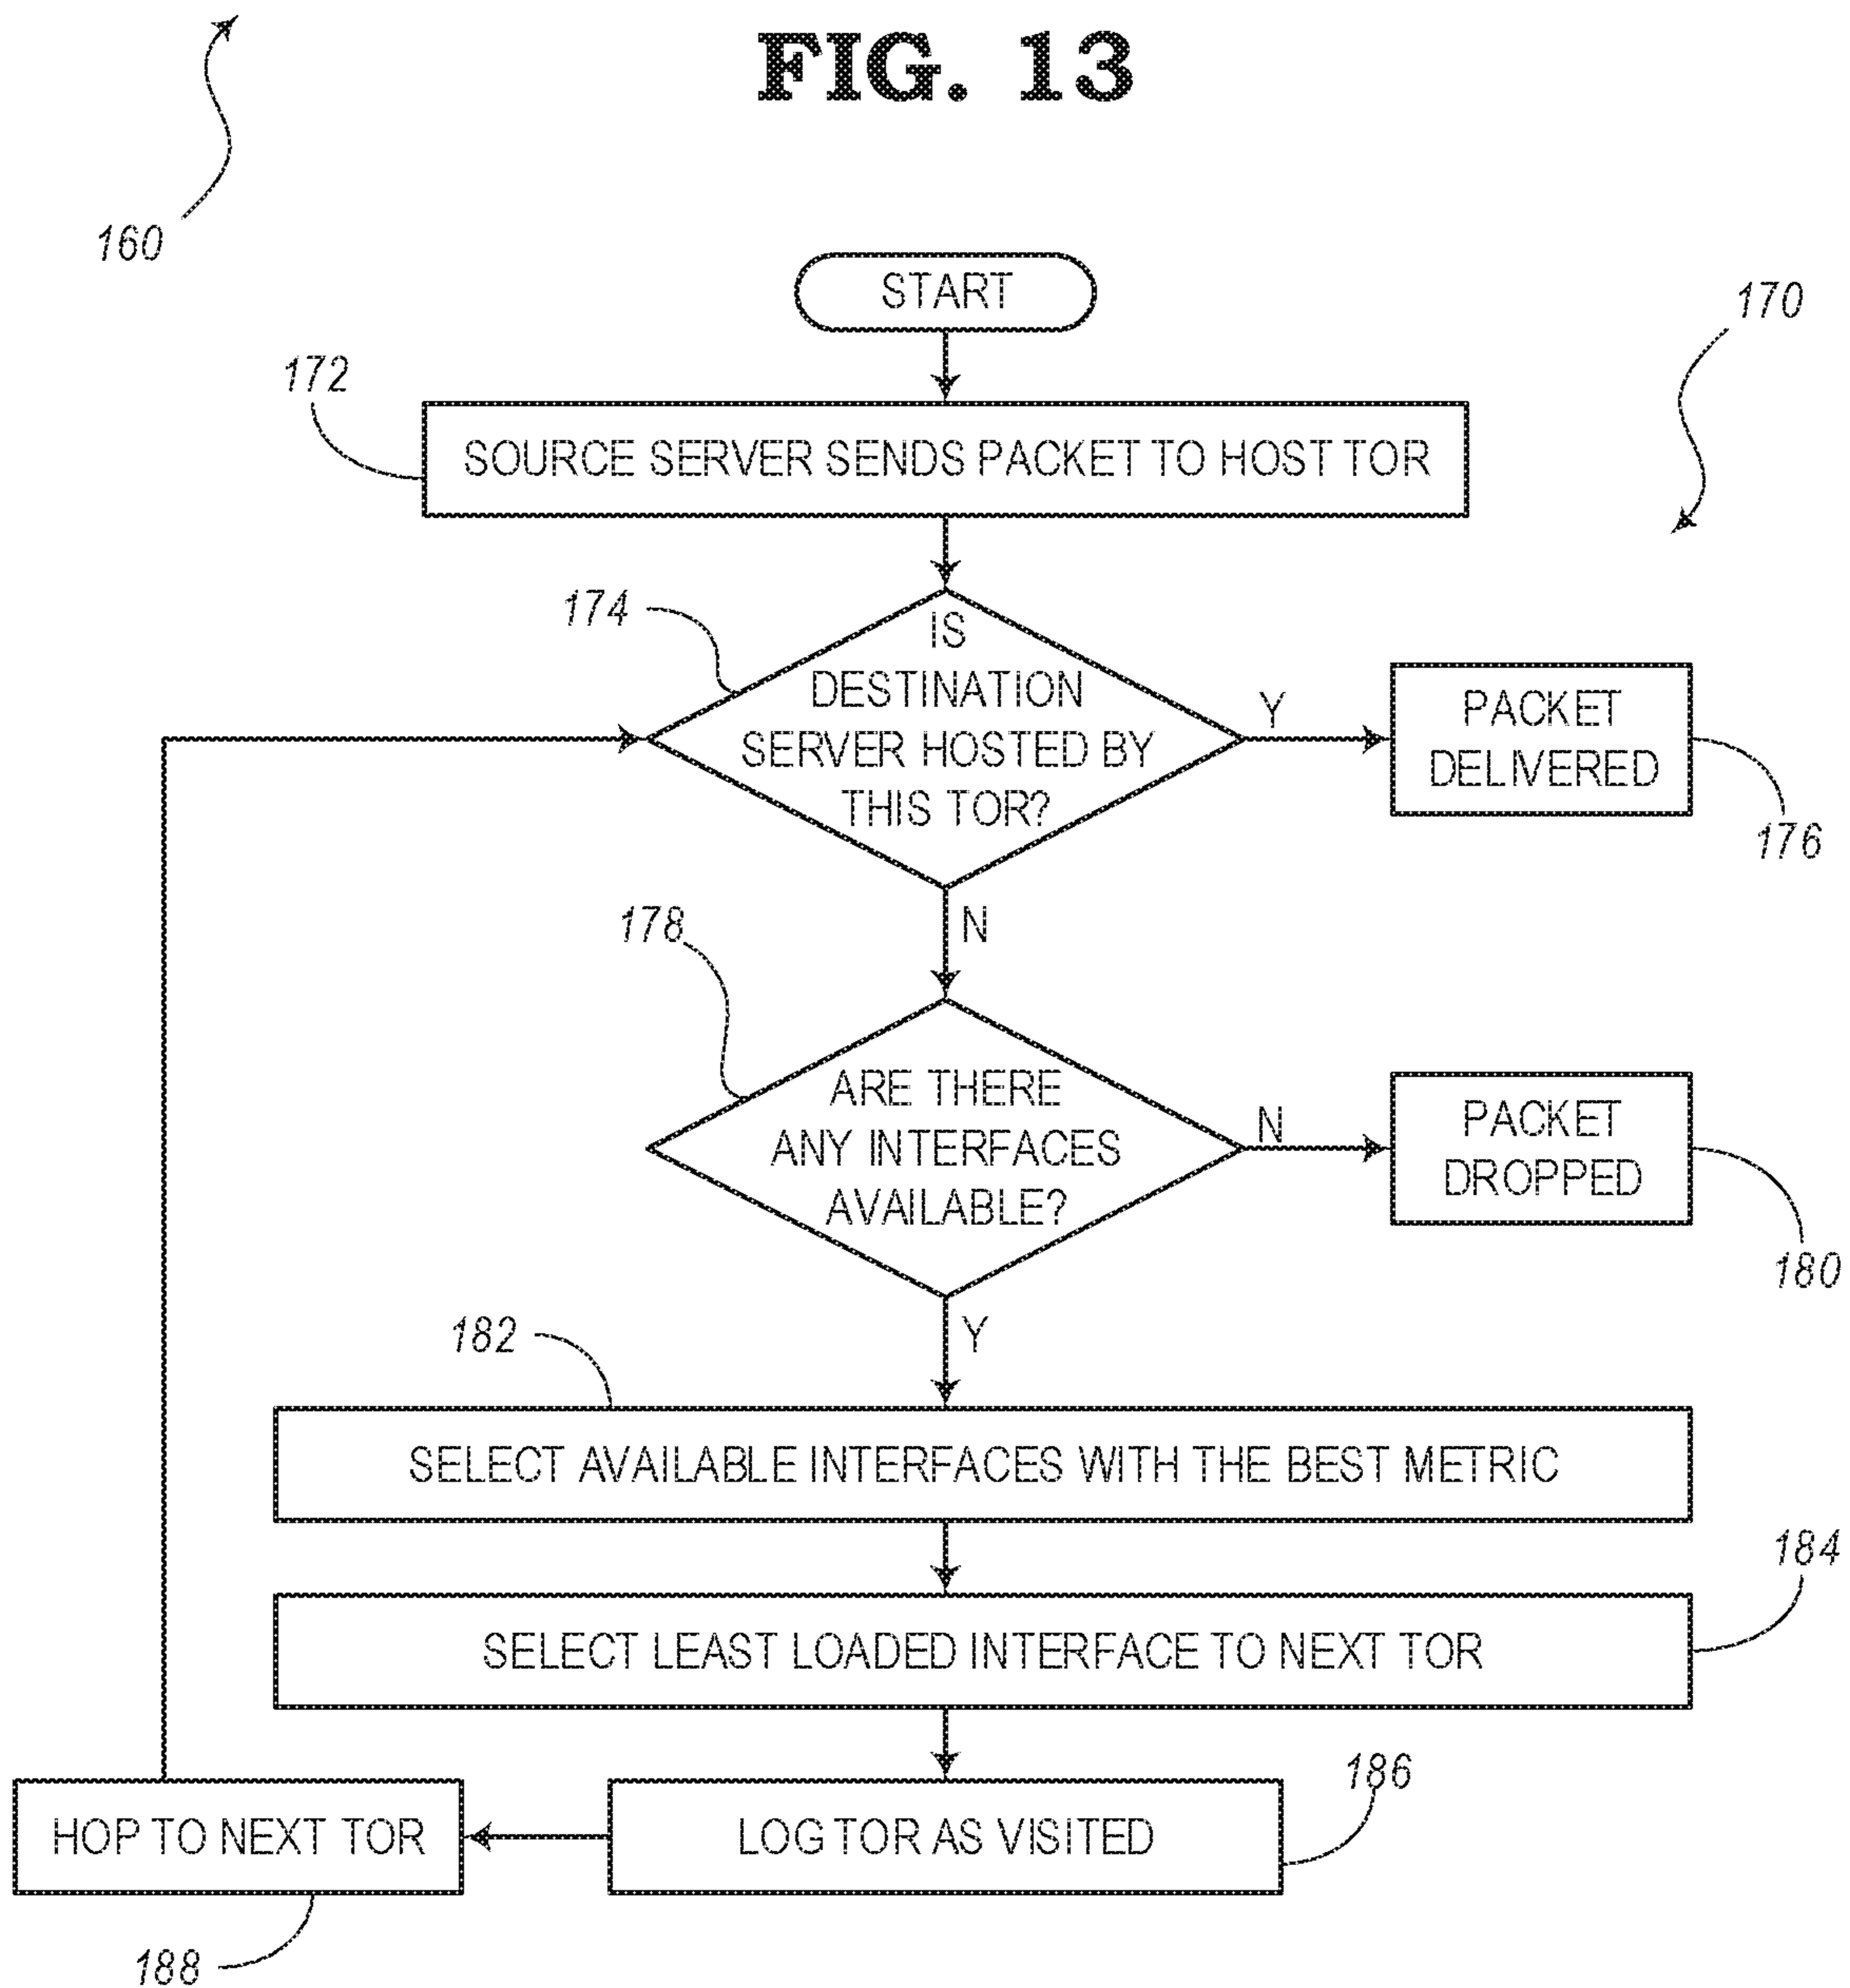 FIG. 13
160
START
170
172
SOURCE SERVER SENDS PACKET TO HOST TOR
174
IS
DESTINATION
SERVER HOSTED BY
THIS TOR?
Y
PACKET
DELIVERED
176
N
178
ARE THERE
ANY INTERFACES
AVAILABLE?
N
PACKET
DROPPED
180
Y
182
SELECT AVAILABLE INTERFACES WITH THE BEST METRIC
184
SELECT LEAST LOADED INTERFACE TO NEXT TOR
186
HOP TO NEXT TOR
LOG TOR AS VISITED
188